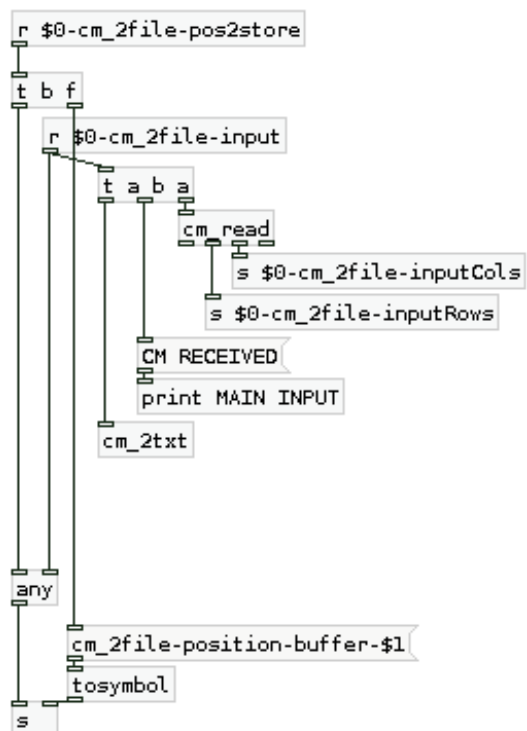 r $0-cm_2file-pos2store
t b f
r $0-cm_2file-input
t a b a
cm_read
s $0-cm_2file-inputCols
s $0-cm_2file-inputRows
CM RECEIVED
print MAIN INPUT
cm_2txt
any
cm_2file-position-buffer-$1
tosymbol
s